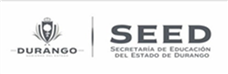 DURANGO
SEED
SECRETARÍA DE EDUCACIÓN
DEL ESTADO DE DURANGO